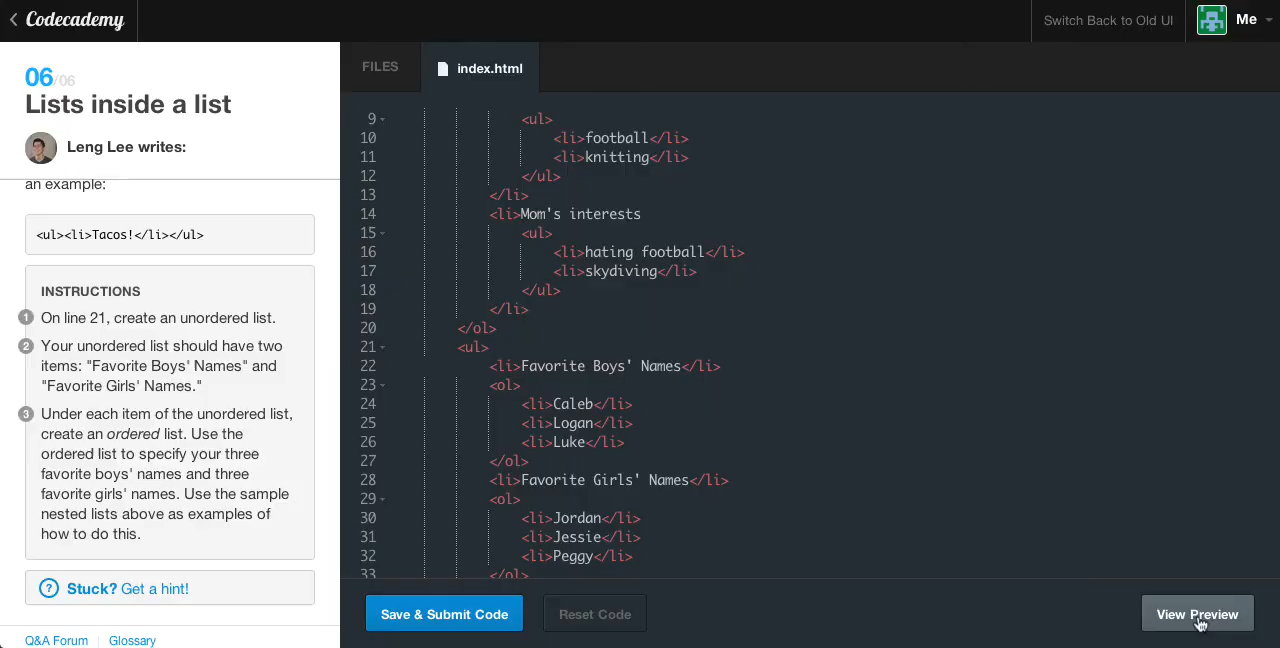 Codecademy
Switch Back to Old UI
Me
06/06
Lists inside a list
Leng Lee writes:
an example:
<ul><li>Tacos!</li></ul>
INSTRUCTIONS
1 On line 21, create an unordered list.
2 Your unordered list should have two
items: "Favorite Boys' Names" and
"Favorite Girls' Names."
3 Under each item of the unordered list,
create an ordered list. Use the
ordered list to specify your three
favorite boys' names and three
favorite girls' names. Use the sample
nested lists above as examples of
how to do this.
? Stuck? Get a hint!
Q&A Forum | Glossary
FILES
index.html
9 <ul>
10 <li>football</li>
11 <li>knitting</li>
12 </ul>
13 </li>
14 <li>Mom's interests
15 <ul>
16 <li>hating football</li>
17 <li>skydiving</li>
18 </ul>
19 </li>
20 </ol>
21 <ul>
22 <li>Favorite Boys' Names</li>
23 <ol>
24 <li>Caleb</li>
25 <li>Logan</li>
26 <li>Luke</li>
27 </ol>
28 <li>Favorite Girls' Names</li>
29 <ol>
30 <li>Jordan</li>
31 <li>Jessie</li>
32 <li>Peggy</li>
33 </ol>
Save & Submit Code
Reset Code
View Preview